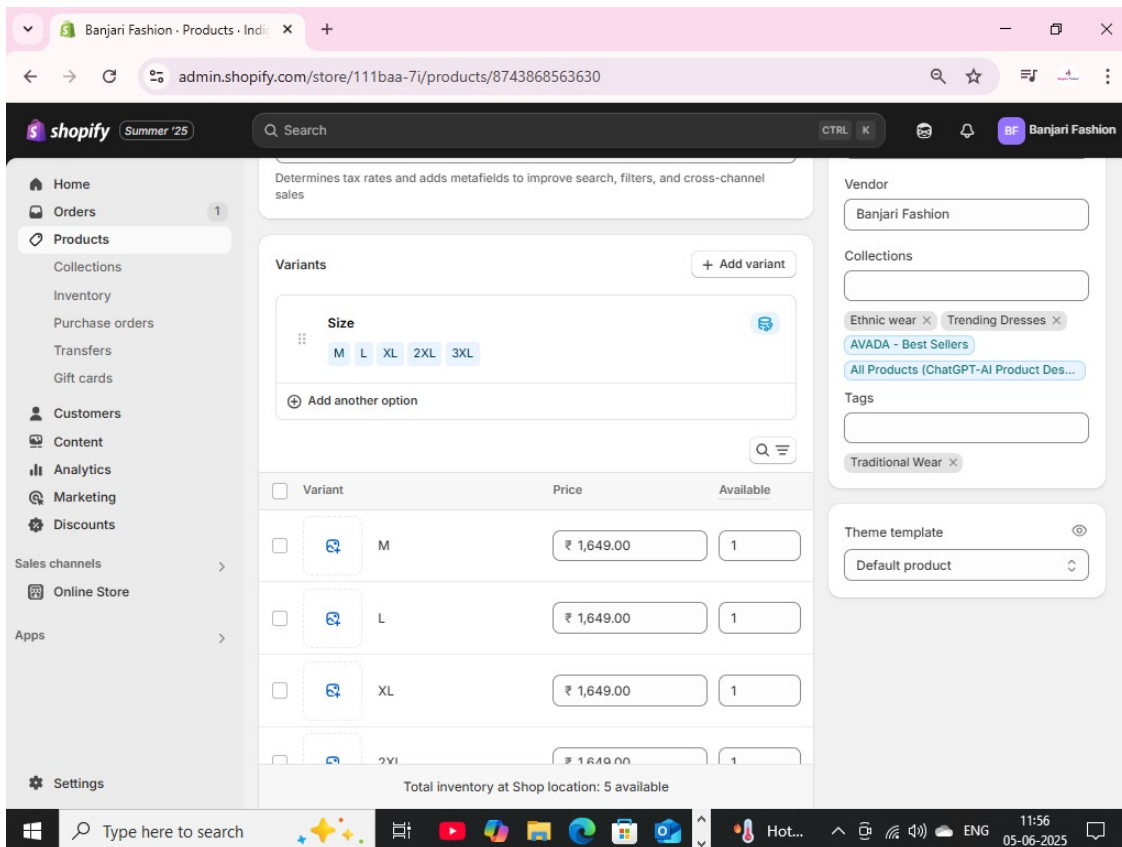 Banjari Fashion · Products · Indi
admin.shopify.com/store/111baa-7i/products/8743868563630
shopify Summer '25
Search
CTRL K
BF Banjari Fashion
Home
Orders 1
Products
Collections
Inventory
Purchase orders
Transfers
Gift cards
Customers
Content
Analytics
Marketing
Discounts
Sales channels
Online Store
Apps
Settings
Determines tax rates and adds metafields to improve search, filters, and cross-channel
sales
Variants
+ Add variant
Size
M L XL 2XL 3XL
Add another option
Variant Price Available
M ₹ 1,649.00 1
L ₹ 1,649.00 1
XL ₹ 1,649.00 1
2XL ₹ 1,649.00 1
Total inventory at Shop location: 5 available
Vendor
Banjari Fashion
Collections
Ethnic wear Trending Dresses
AVADA - Best Sellers
All Products (ChatGPT-AI Product Des...
Tags
Traditional Wear
Theme template
Default product
Type here to search
Hot...
ENG
11:56
05-06-2025